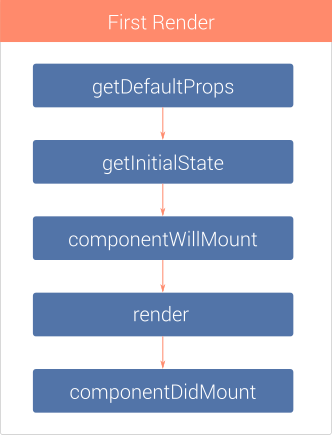 First Render
getDefaultProps
getInitialState
componentWillMount
render
componentDidMount